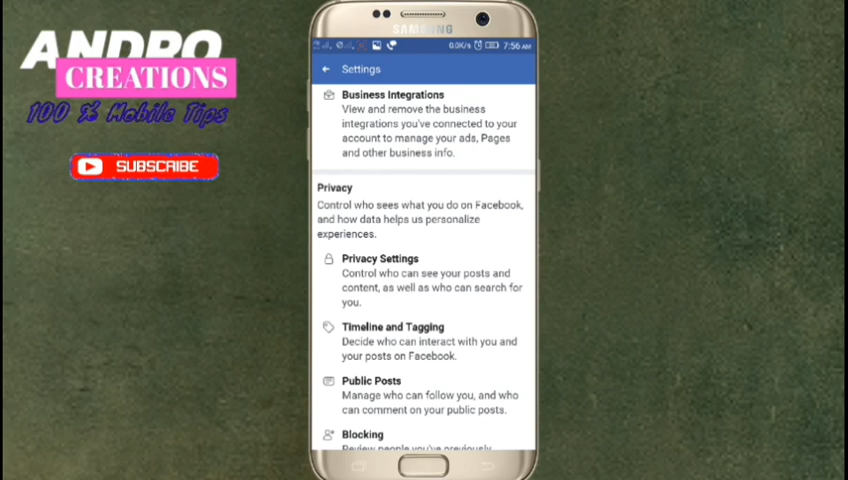 ANDRO
CREATIONS
100 % Mobile Tips
SUBSCRIBE
SAMSUNG
0.0K/s 7:56 AM
Settings
Business Integrations
View and remove the business
integrations you've connected to your
account to manage your ads, Pages
and other business info.
Privacy
Control who sees what you do on Facebook,
and how data helps us personalize
experiences.
Privacy Settings
Control who can see your posts and
content, as well as who can search for
you.
Timeline and Tagging
Decide who can interact with you and
your posts on Facebook.
Public Posts
Manage who can follow you, and who
can comment on your public posts.
Blocking
Review people you've previously